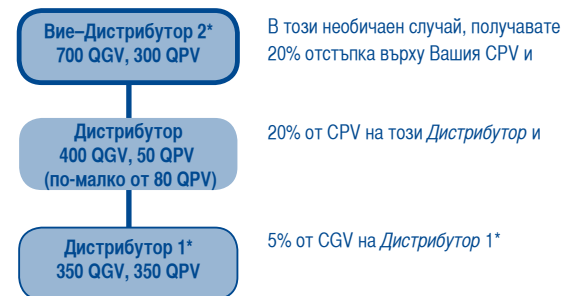 Вие–Дистрибутор 2*
700 QGV, 300 QPV
В този необичаен случай, получавате
20% отстъпка върху Вашия CPV и
Дистрибутор
400 QGV, 50 QPV
(по-малко от 80 QPV)
20% от CPV на този Дистрибутор и
Дистрибутор 1*
350 QGV, 350 QPV
5% от CGV на Дистрибутор 1*